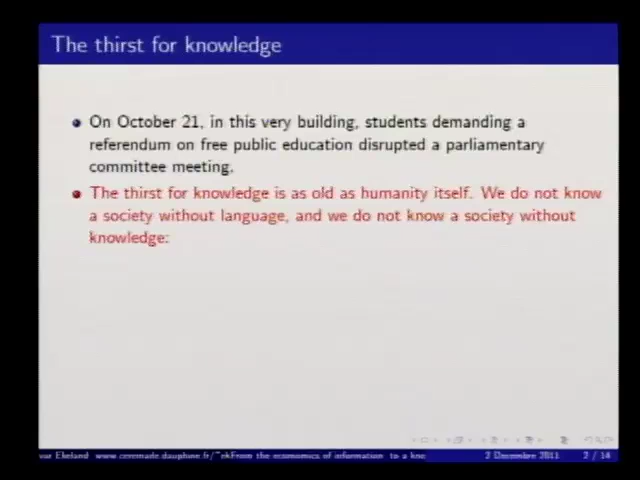 The thirst for knowledge
On October 21, in this very building, students demanding a
referendum on free public education disrupted a parliamentary
committee meeting.
The thirst for knowledge is as old as humanity itself. We do not know
a society without language, and we do not know a society without
knowledge:
var Ekeland www.ceremade.dauphine.fr/~ekFrom the economics of information to a kno 2 Decembre 2011 2 / 14